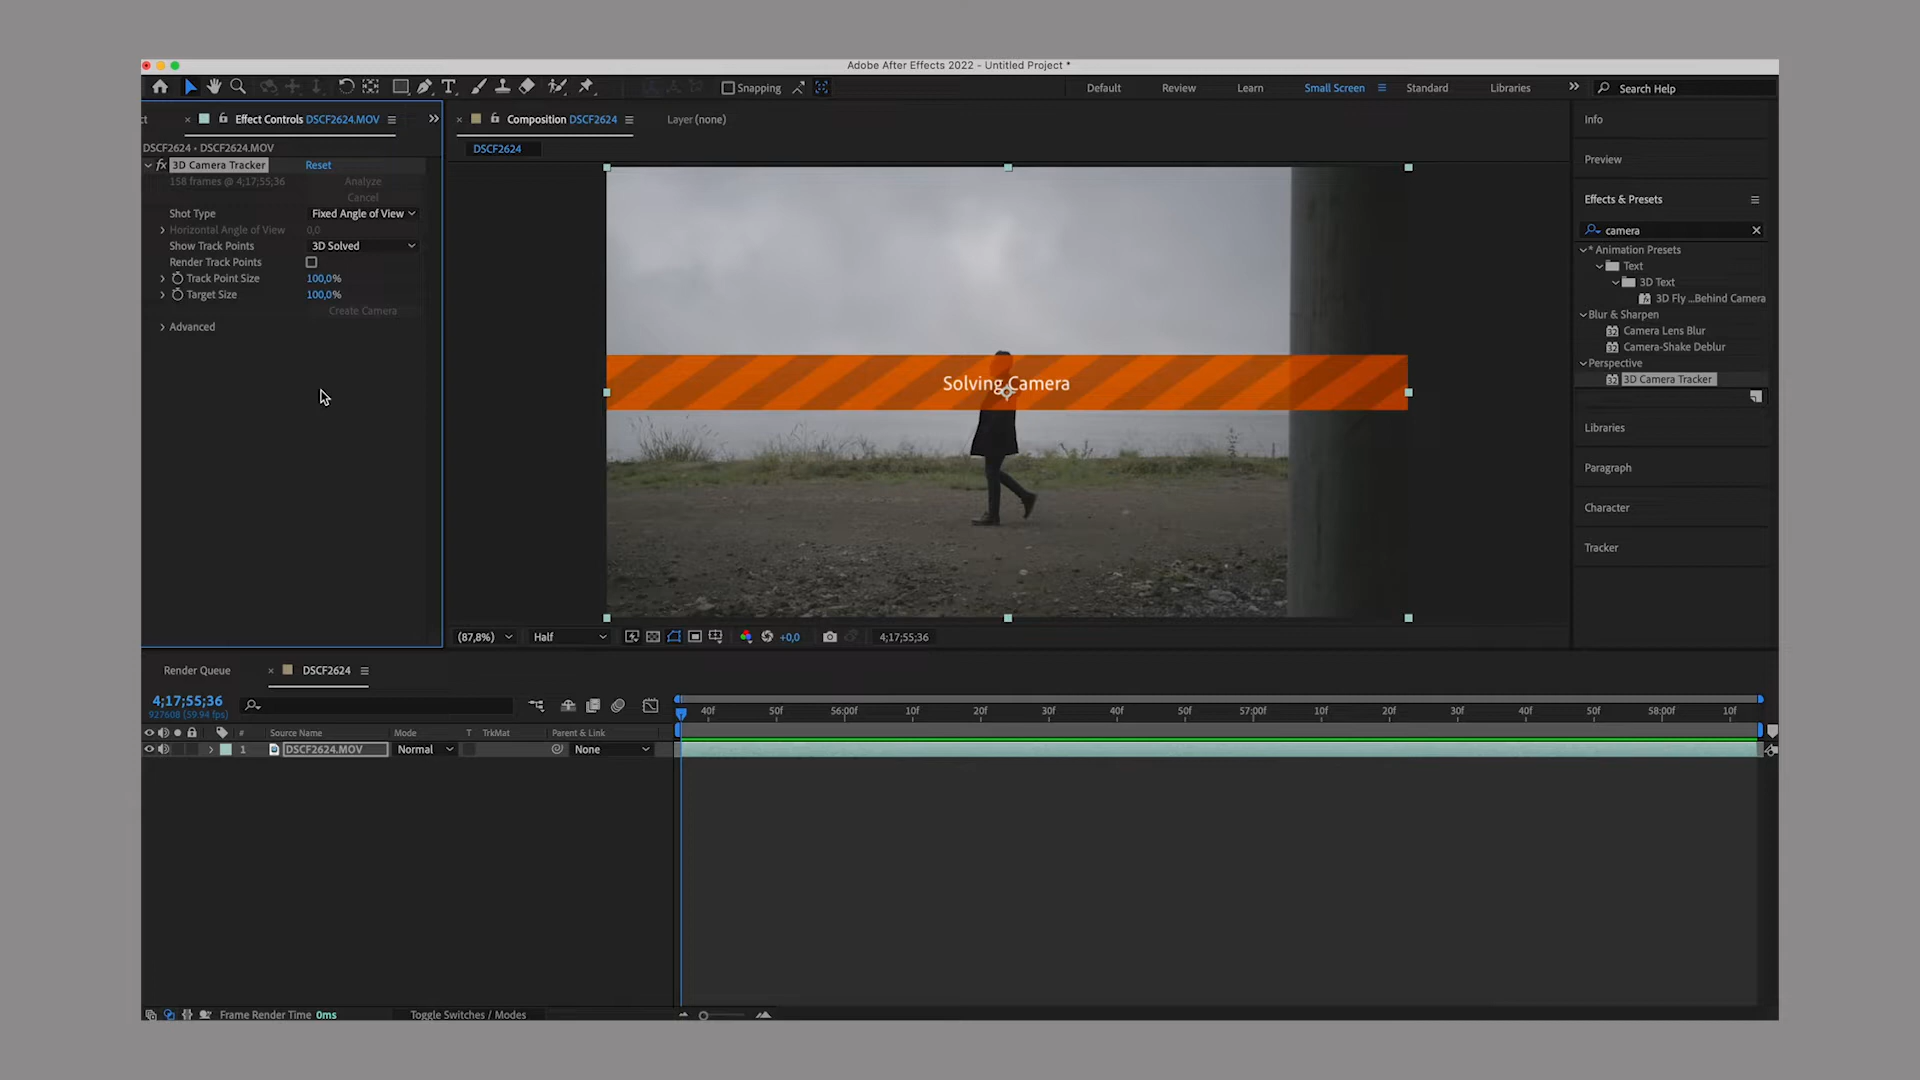 Adobe After Effects 2022 - Untitled Project *
Snapping
Default
Review
Learn
Small Screen
Standard
Libraries
Search Help
ct
Effect Controls DSCF2624.MOV
DSCF2624 • DSCF2624.MOV
fx 3D Camera Tracker
Reset
158 frames @ 4;17;55;36
Analyze
Cancel
Shot Type
Fixed Angle of View
Horizontal Angle of View
0,0
Show Track Points
3D Solved
Render Track Points
Track Point Size
100,0%
Target Size
100,0%
Create Camera
Advanced
Composition DSCF2624
Layer (none)
DSCF2624
Solving Camera
(87,8%)
Half
+0,0
4;17;55;36
Info
Preview
Effects & Presets
camera
* Animation Presets
Text
3D Text
3D Fly ...Behind Camera
Blur & Sharpen
Camera Lens Blur
Camera-Shake Deblur
Perspective
3D Camera Tracker
Libraries
Paragraph
Character
Tracker
Render Queue
DSCF2624
4;17;55;36
927608 (59.94 fps)
40f
50f
56:00f
10f
20f
30f
40f
50f
57:00f
10f
20f
30f
40f
50f
58:00f
10f
#
Source Name
Mode
T
TrkMat
Parent & Link
1
DSCF2624.MOV
Normal
None
Frame Render Time 0ms
Toggle Switches / Modes